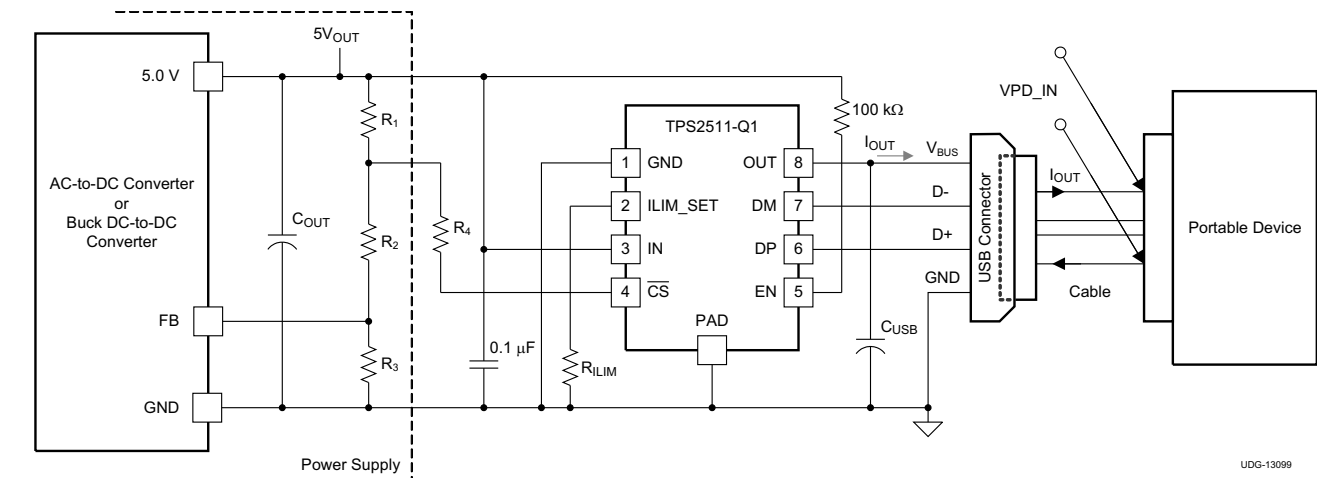 5V_OUT
5.0 V
AC-to-DC Converter
or
Buck DC-to-DC
Converter
FB
GND
C_OUT
R_1
R_2
R_3
R_4
Power Supply
0.1 μF
R_ILIM
TPS2511-Q1
1 GND
2 ILIM_SET
3 IN
4 C̅S̅
OUT 8
DM 7
DP 6
EN 5
PAD
100 kΩ
I_OUT
V_BUS
D-
D+
GND
C_USB
USB Connector
VPD_IN
I_OUT
Cable
Portable Device
UDG-13099